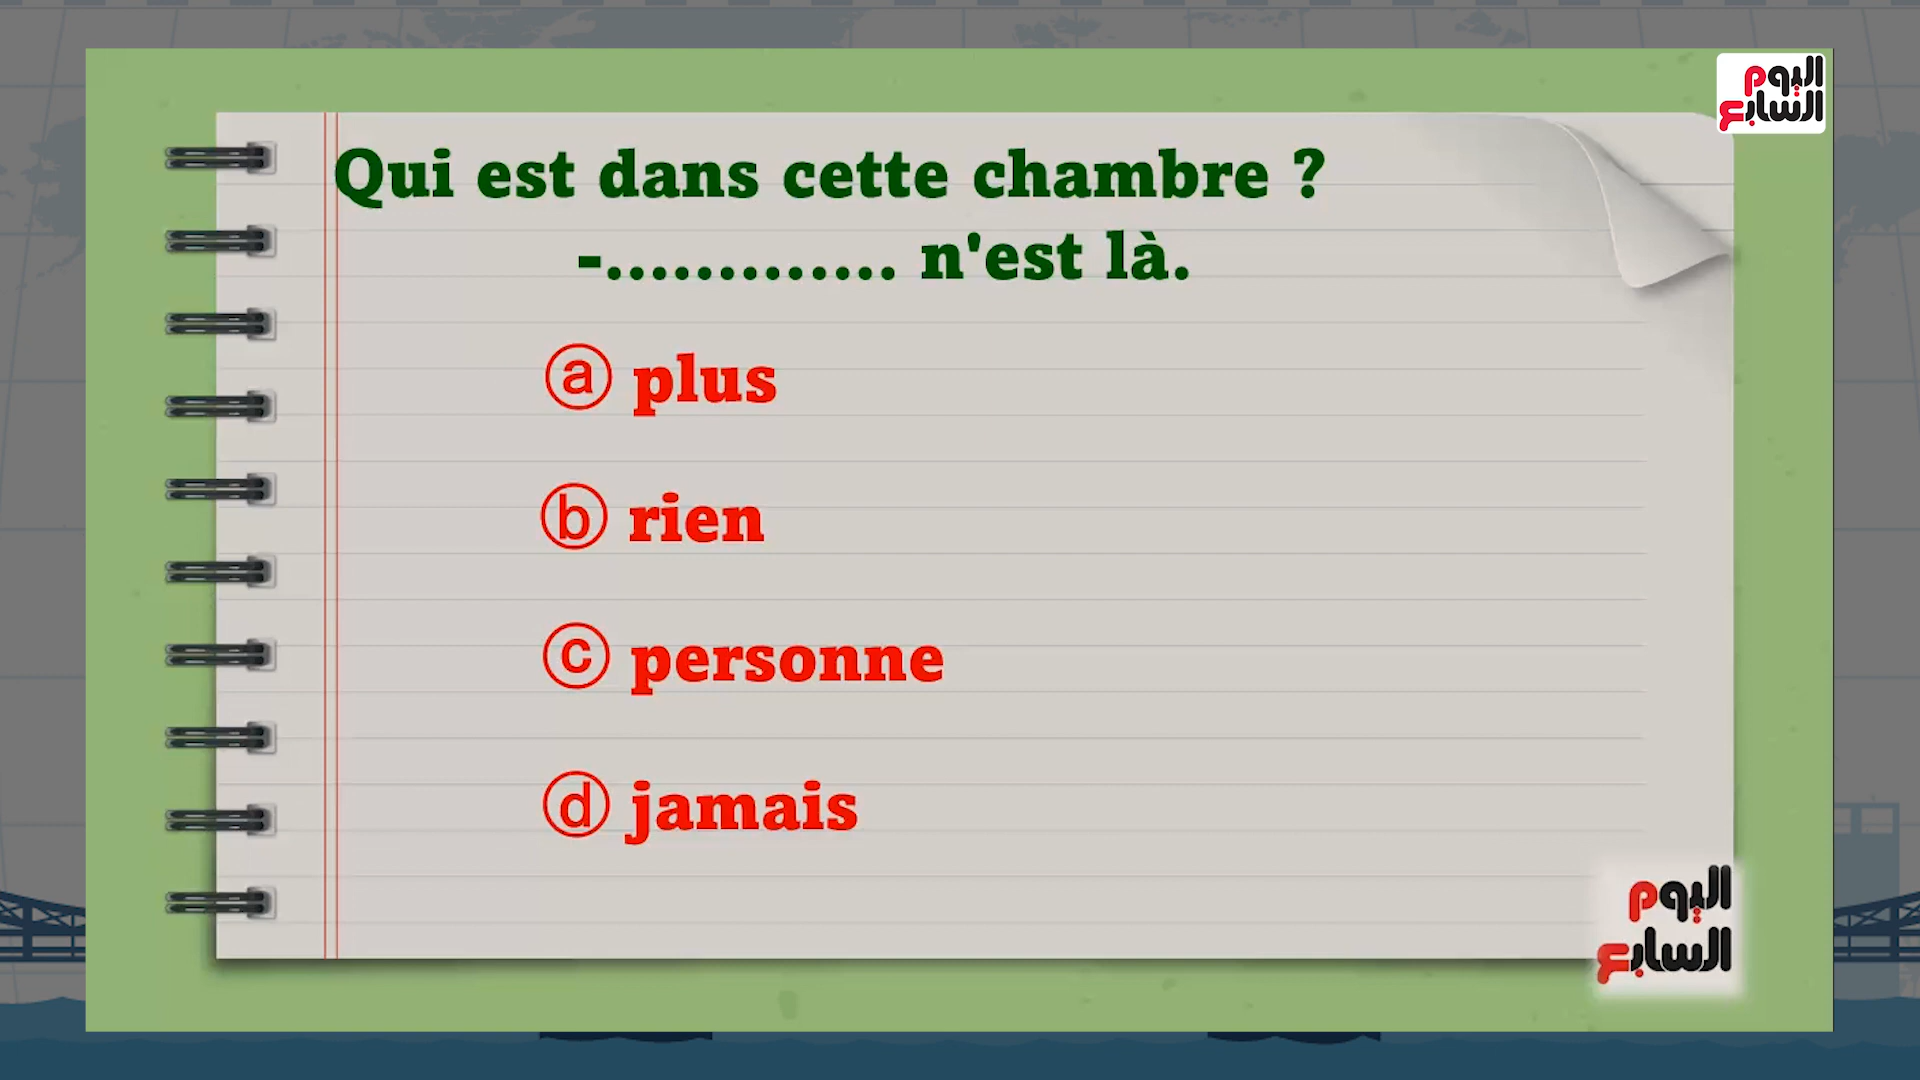 اليوم
السابع
Qui est dans cette chambre ?
-............. n'est là.
ⓐ plus
ⓑ rien
ⓒ personne
ⓓ jamais
اليوم
السابع